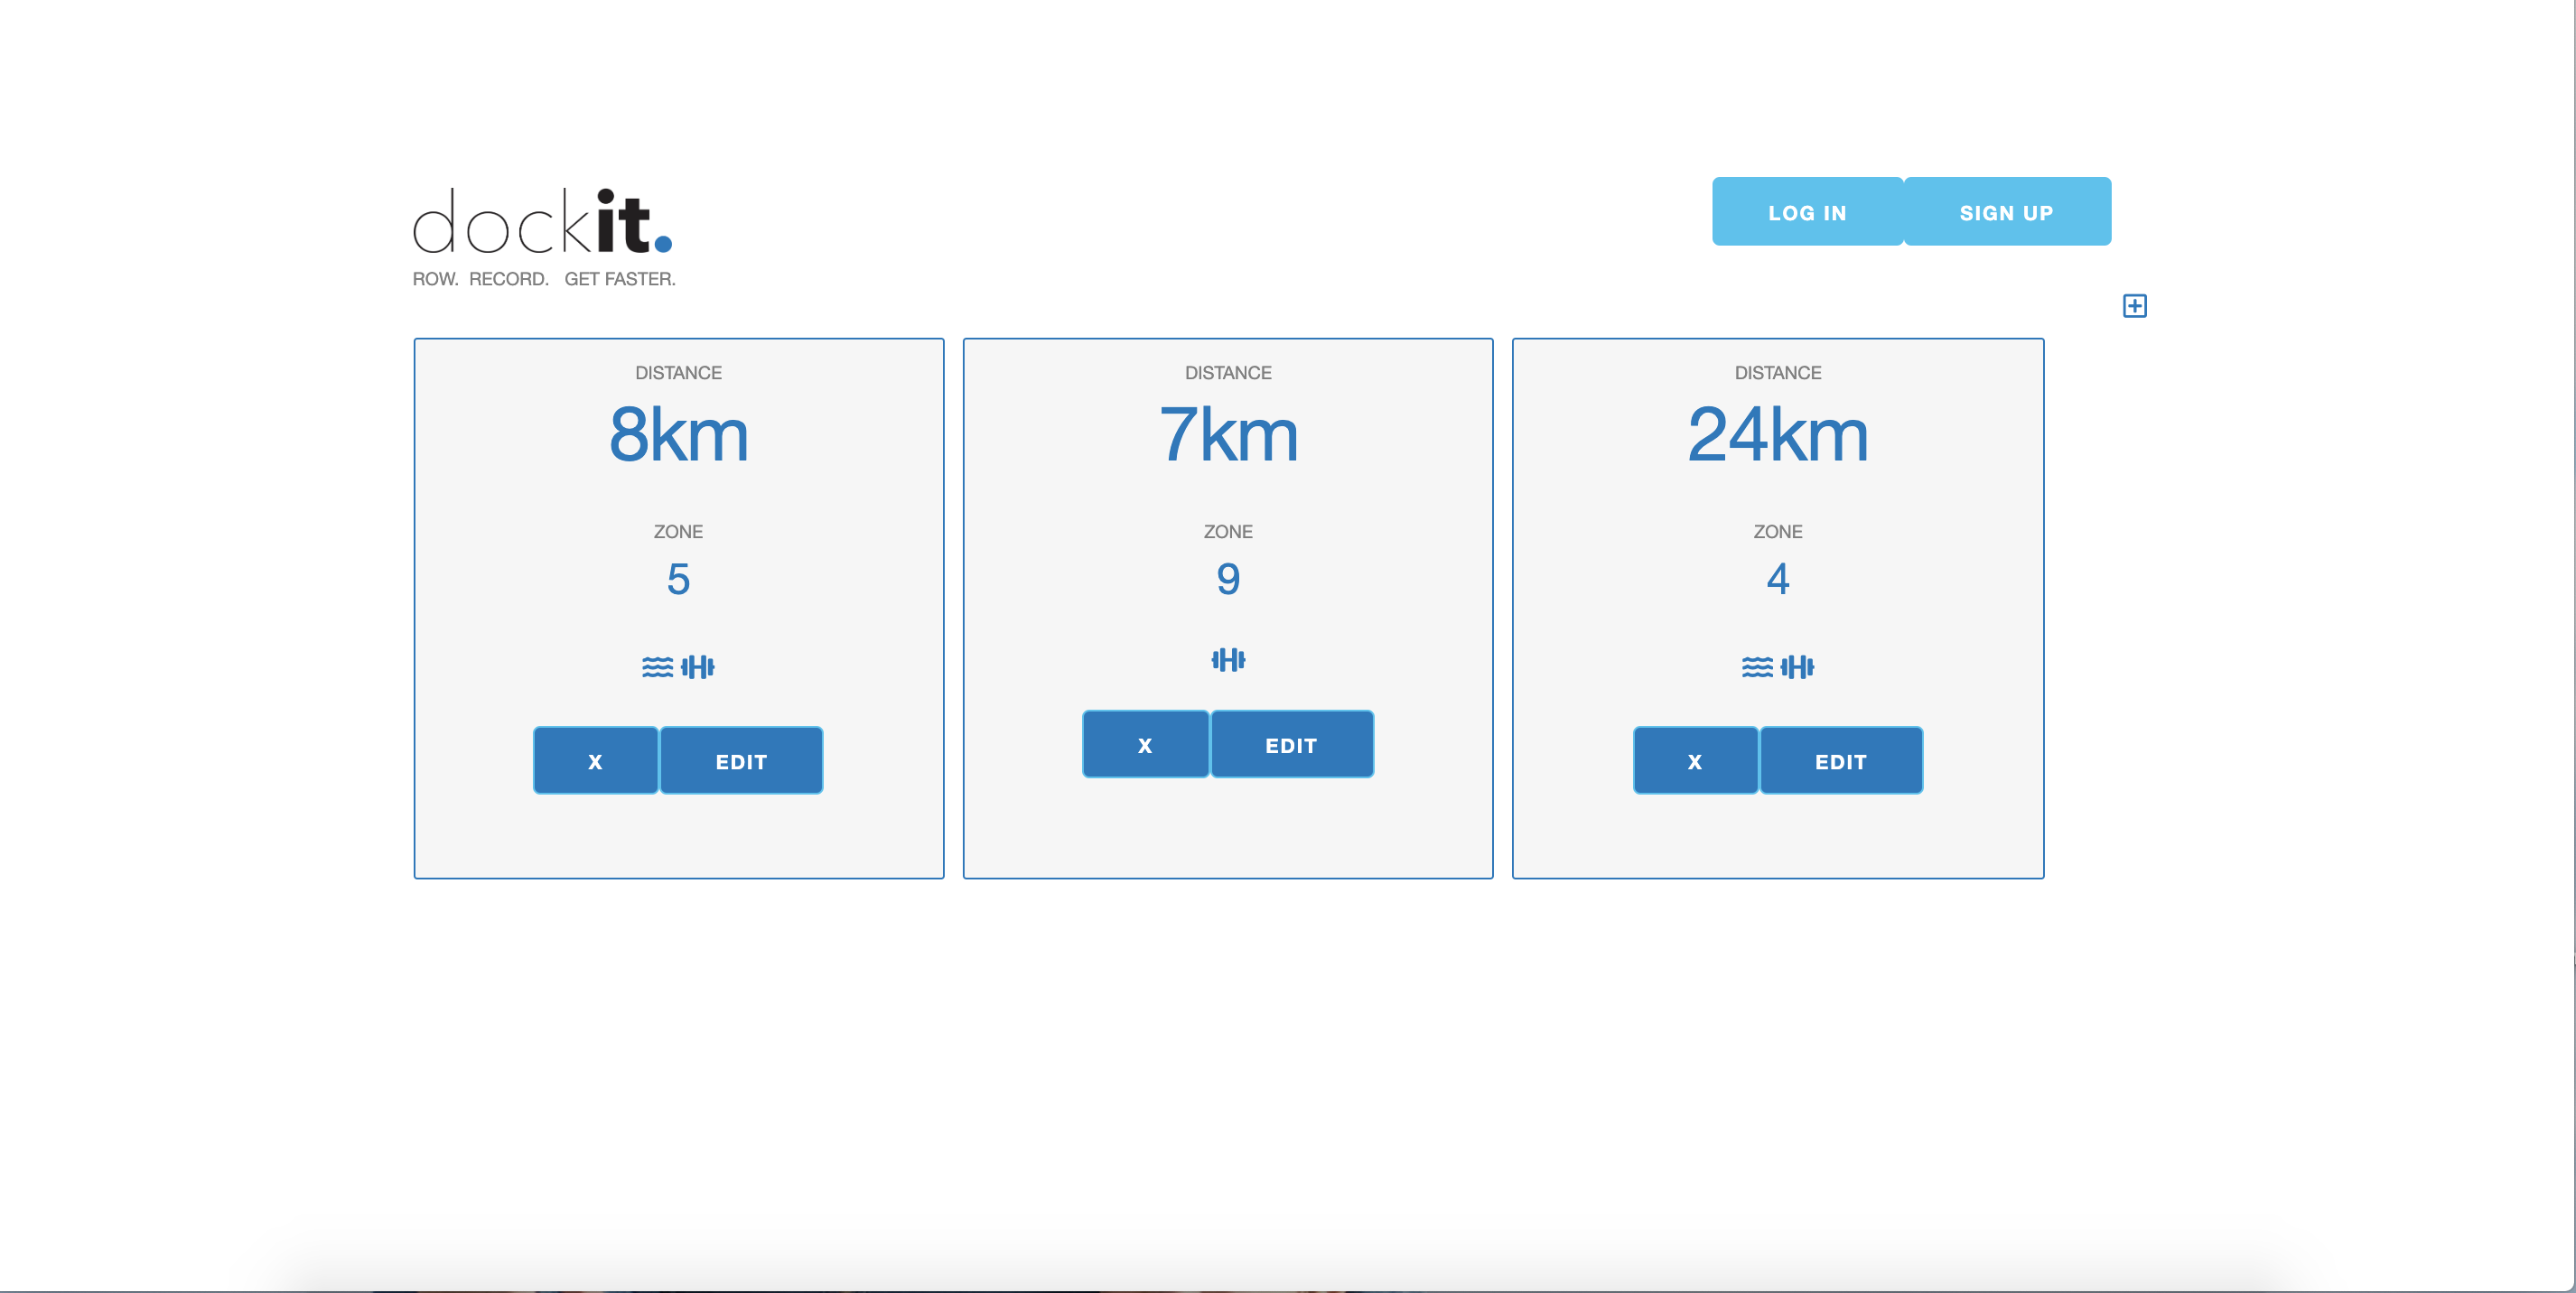 dockit.
ROW. RECORD. GET FASTER.
LOG IN SIGN UP
DISTANCE
8km
ZONE
5
X EDIT
DISTANCE
7km
ZONE
9
X EDIT
DISTANCE
24km
ZONE
4
X EDIT